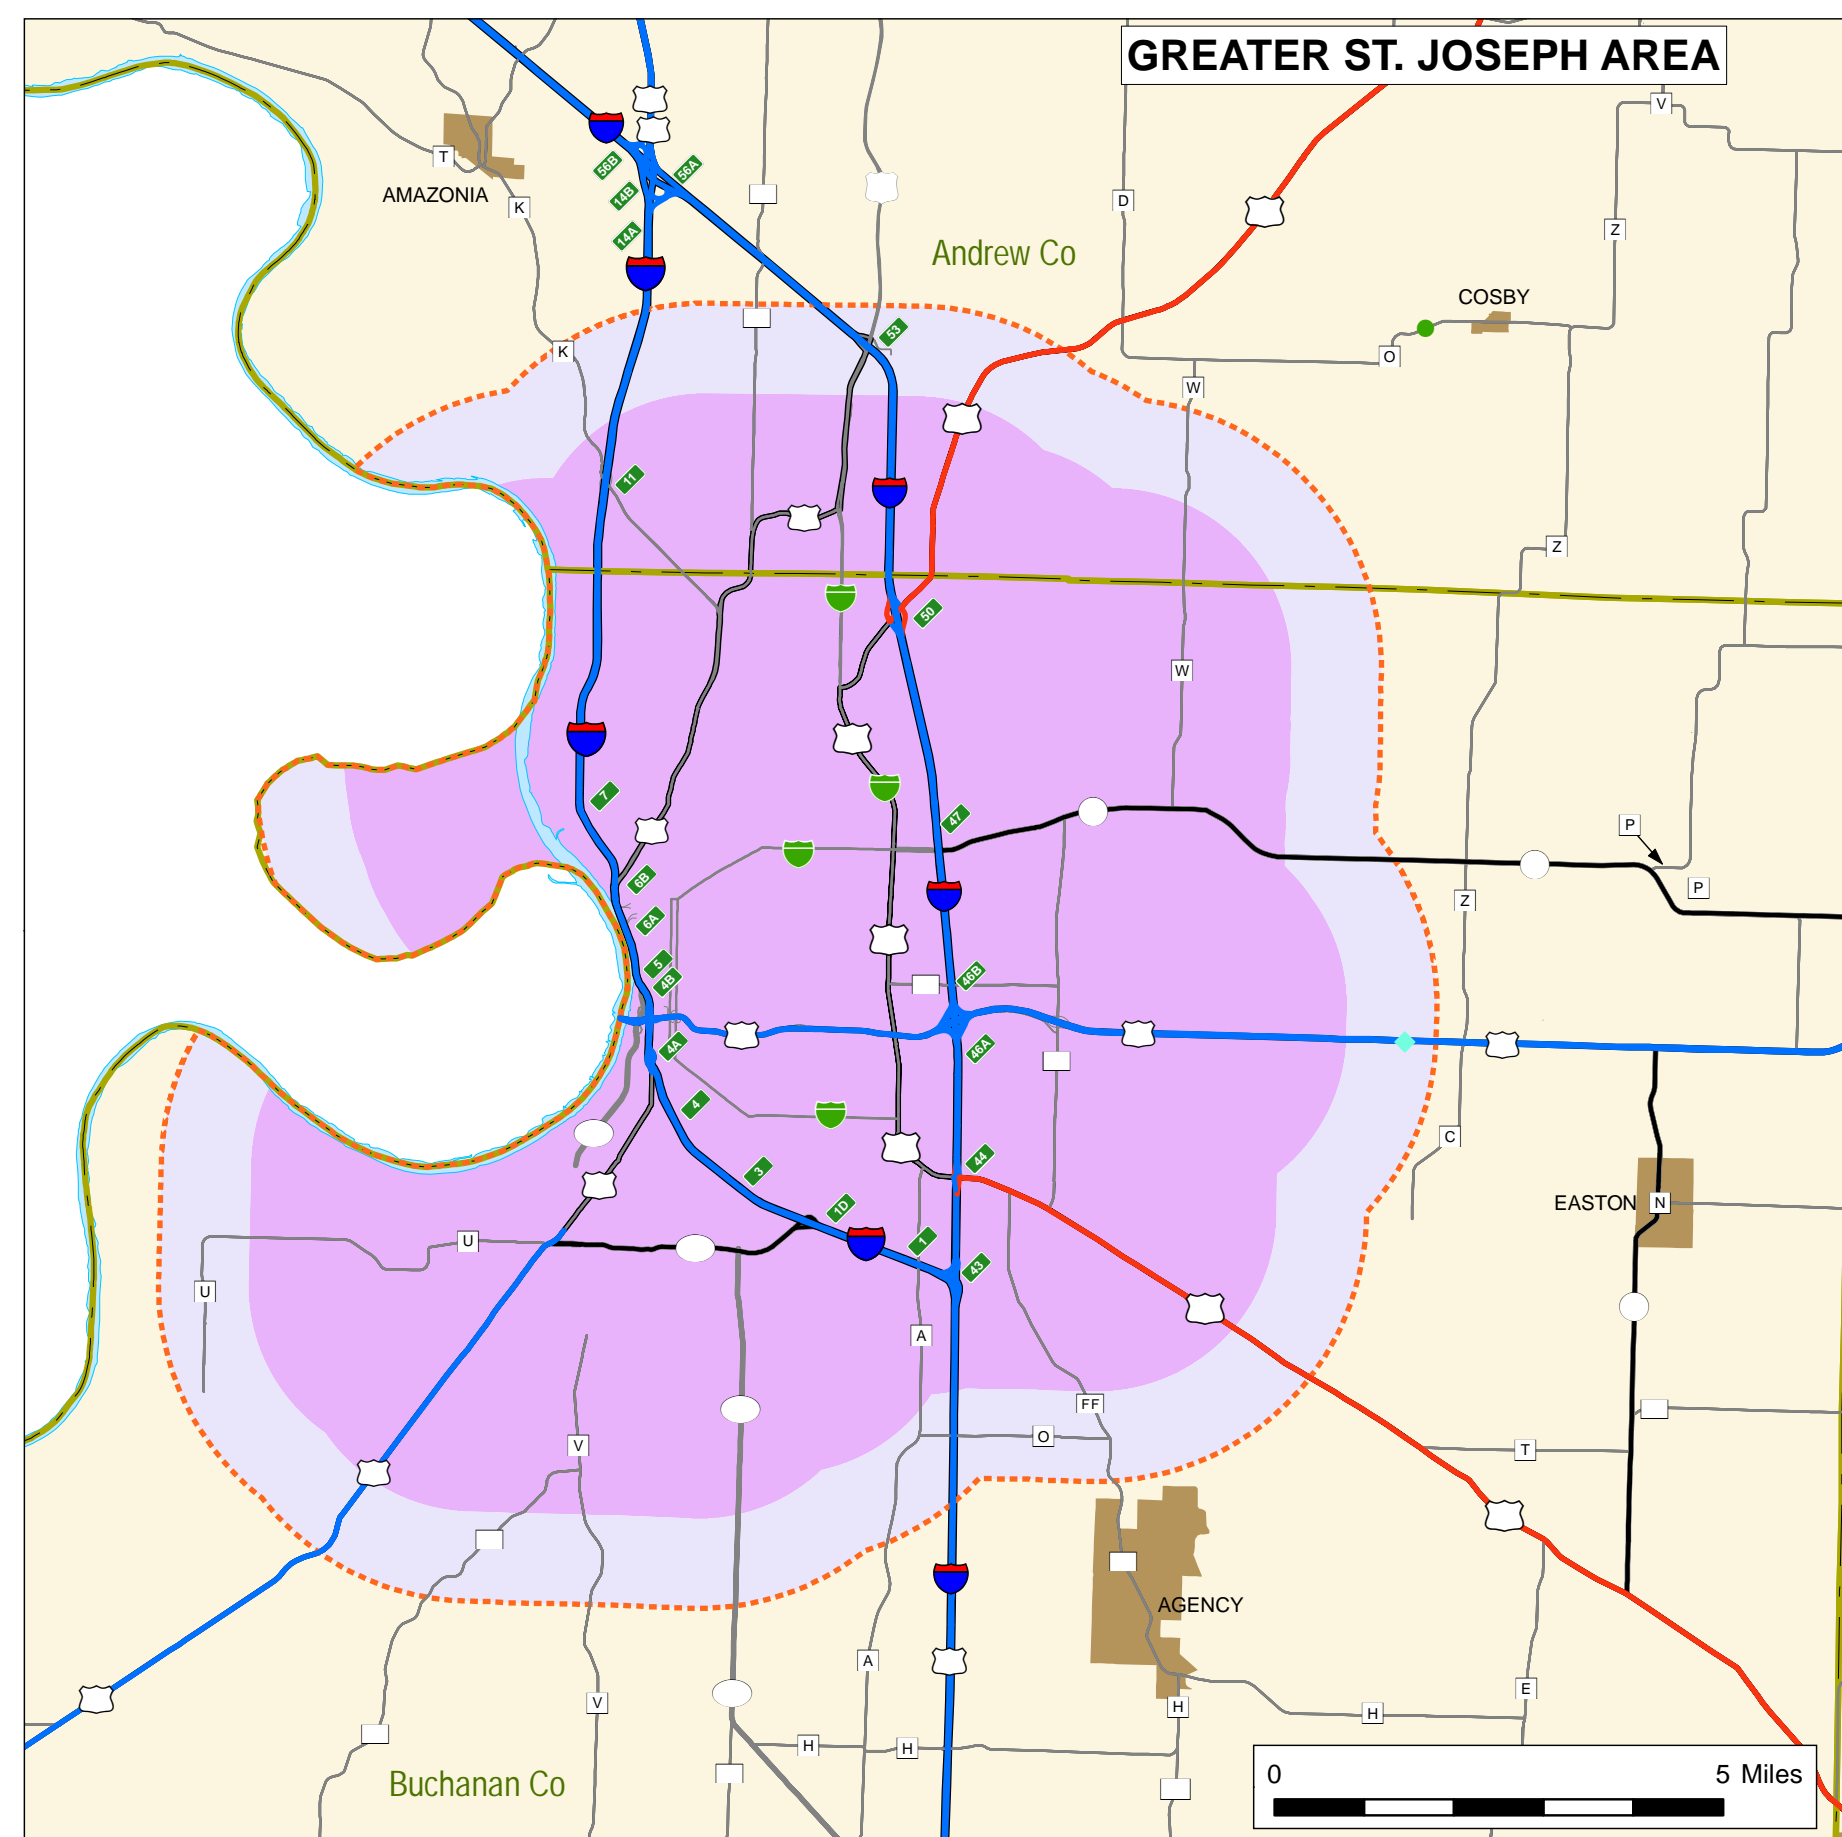 GREATER ST. JOSEPH AREA
V
T
AMAZONIA
K
56B
56A
14B
14A
D
Z
Andrew Co
COSBY
53
O
K
W
11
Z
50
W
7
47
P
P
6B
Z
6A
5
4B
46B
4A
46A
4
C
44
3
EASTON
N
1D
U
1
43
U
A
FF
O
V
T
AGENCY
A
E
V
H
H
H
H
Buchanan Co
0 5 Miles